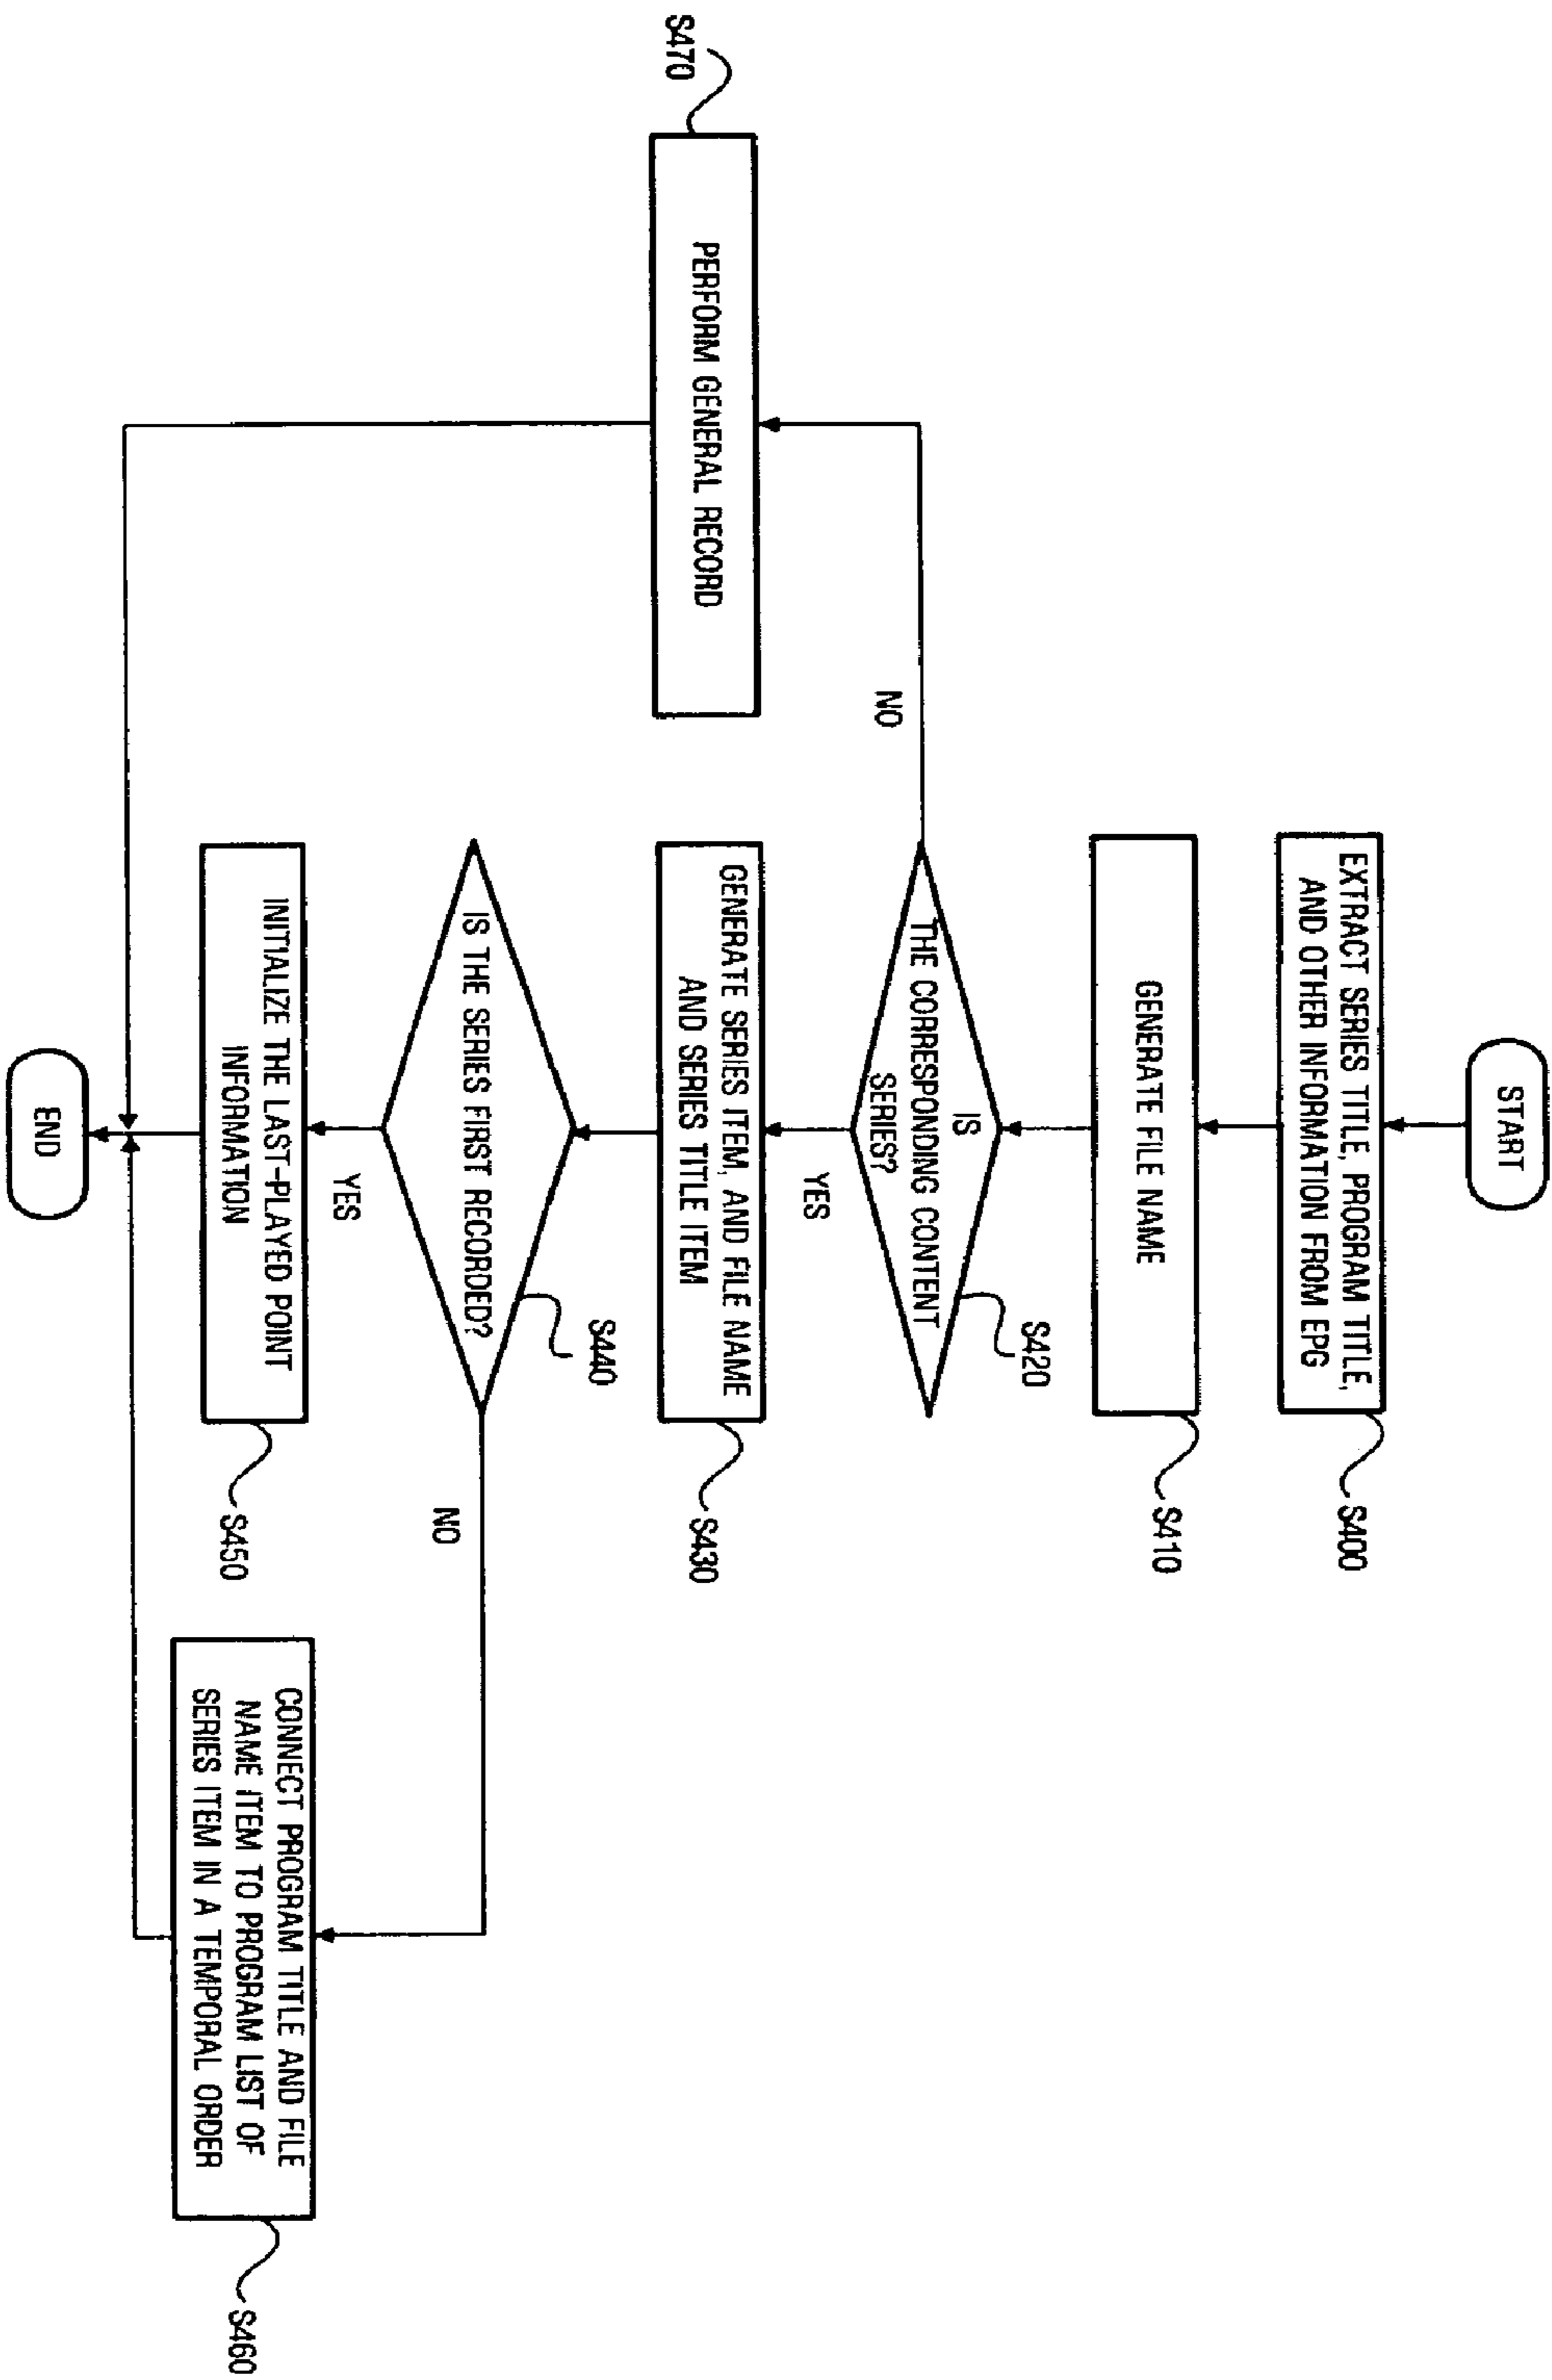 START
EXTRACT SERIES TITLE, PROGRAM TITLE,
AND OTHER INFORMATION FROM EPG
S400
GENERATE FILE NAME
S410
IS
THE CORRESPONDING CONTENT
SERIES?
S420
NO
YES
GENERATE SERIES ITEM, AND FILE NAME
AND SERIES TITLE ITEM
S430
PERFORM GENERAL RECORD
S470
IS THE SERIES FIRST RECORDED?
S440
NO
YES
INITIALIZE THE LAST-PLAYED POINT
INFORMATION
S450
CONNECT PROGRAM TITLE AND FILE
NAME ITEM TO PROGRAM LIST OF
SERIES ITEM IN A TEMPORAL ORDER
S460
END